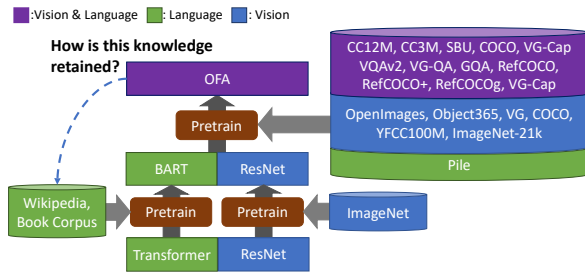 :Vision & Language :Language :Vision
How is this knowledge
retained?
OFA
CC12M, CC3M, SBU, COCO, VG-Cap
VQAv2, VG-QA, GQA, RefCOCO,
RefCOCO+, RefCOCOg, VG-Cap
Pretrain
OpenImages, Object365, VG, COCO,
YFCC100M, ImageNet-21k
BART ResNet
Pile
Wikipedia,
Book Corpus
Pretrain Pretrain
ImageNet
Transformer ResNet